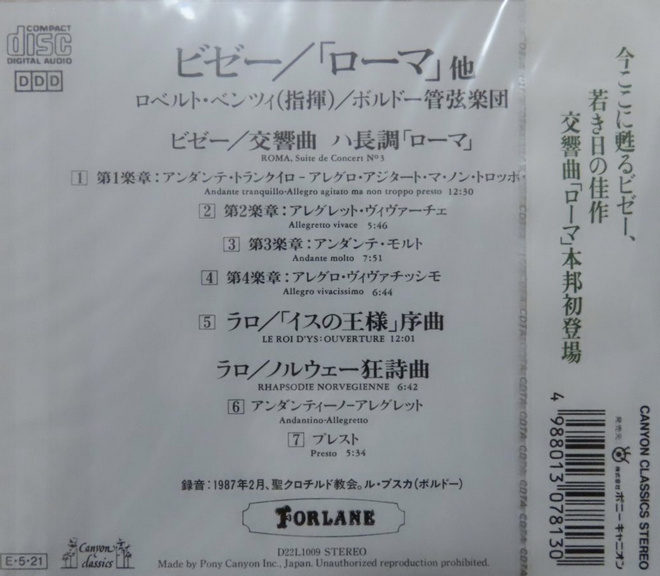 COMPACT
disc
DIGITAL AUDIO
DDD
ビゼー／「ローマ」他
ロベルト・ベンツィ(指揮)／ボルドー管弦楽団
ビゼー／交響曲 ハ長調「ローマ」
ROMA, Suite de Concert Nº3
1 第1楽章：アンダンテ・トランクイロ－アレグロ・アジタート・マ・ノン・トロッポ・
Andante tranquillo-Allegro agitato ma non troppo presto 12:30
2 第2楽章：アレグレット・ヴィヴァーチェ
Allegretto vivace 5:46
3 第3楽章：アンダンテ・モルト
Andante molto 7:51
4 第4楽章：アレグロ・ヴィヴァチッシモ
Allegro vivacissimo 6:44
5 ラロ／「イスの王様」序曲
LE ROI D'YS:OUVERTURE 12:01
ラロ／ノルウェー狂詩曲
RHAPSODIE NORVEGIENNE 6:42
6 アンダンティーノーアレグレット
Andantino-Allegretto
7 プレスト
Presto 5:34
録音：1987年2月、聖クロチルド教会。ル・ブスカ(ボルドー)
FORLANE
D22L1009 STEREO
Made by Pony Canyon Inc., Japan. Unauthorized reproduction prohibited.
E・5・21
Canyon classics
今ここに甦るビゼー、
若き日の佳作
交響曲「ローマ」本邦初登場
CANYON CLASSICS STEREO
発売元
株式会社 ポニーキャニオン
4 988013 078130